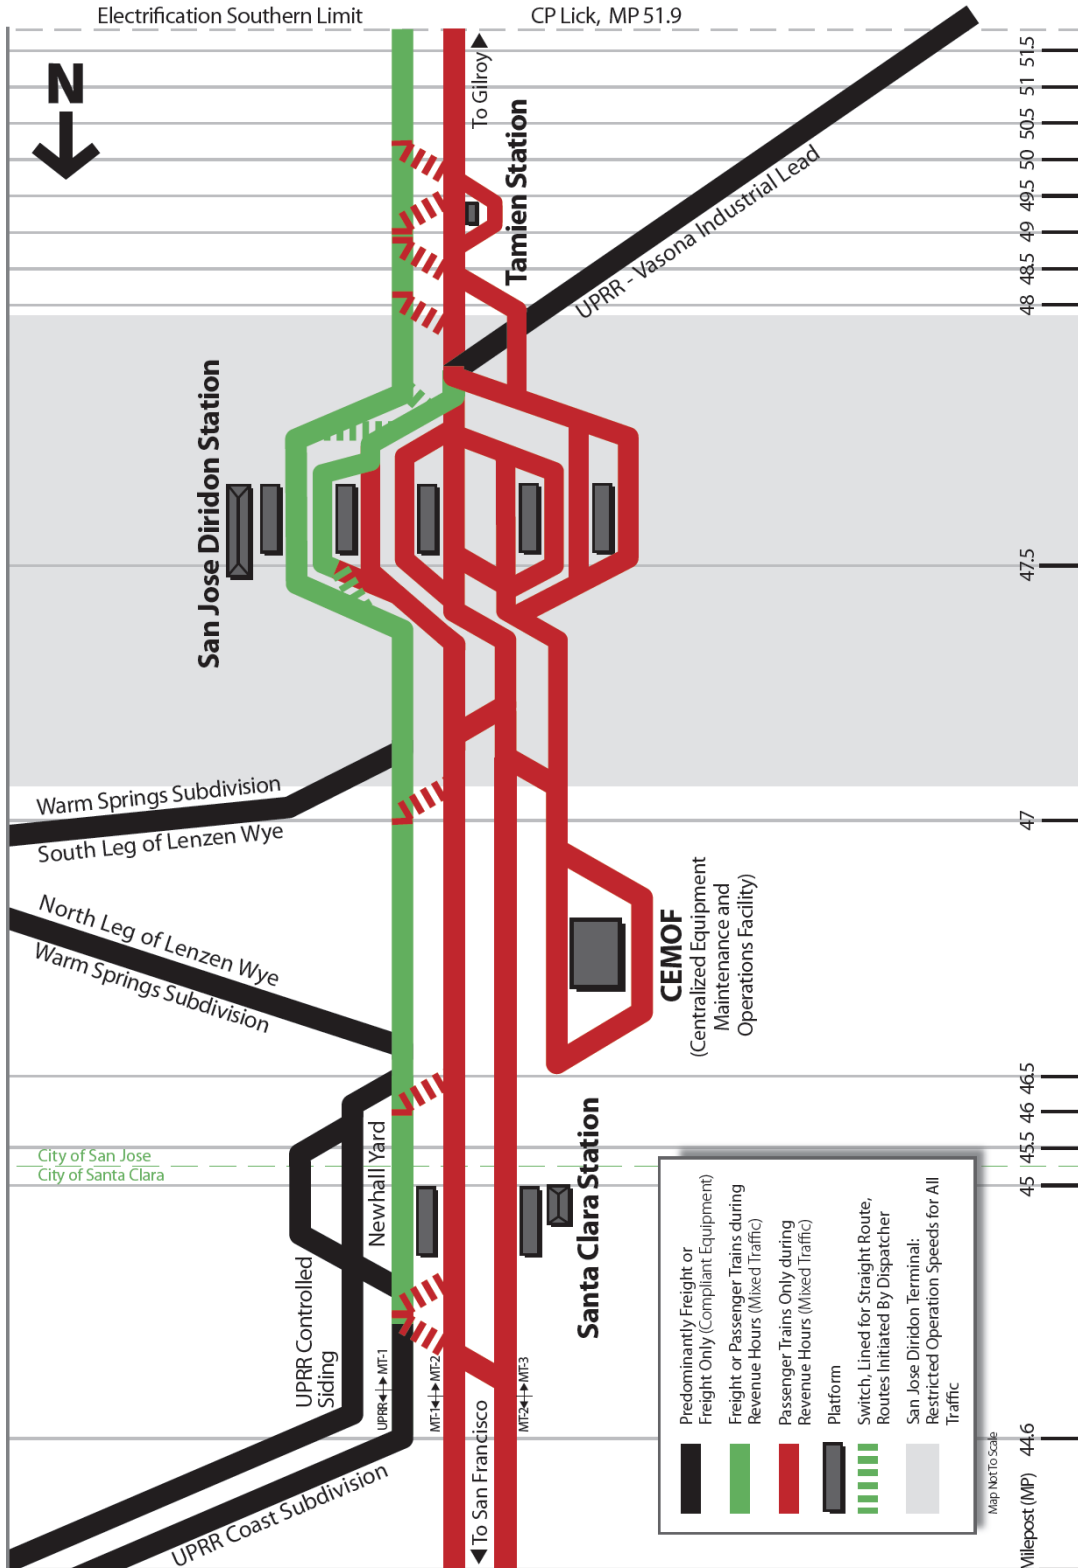 Electrification Southern Limit
CP Lick, MP 51.9
N
To Gilroy
Tamien Station
UPRR - Vasona Industrial Lead
San Jose Diridon Station
Warm Springs Subdivision
South Leg of Lenzen Wye
North Leg of Lenzen Wye
Warm Springs Subdivision
CEMOF
(Centralized Equipment
Maintenance and
Operations Facility)
City of San Jose
City of Santa Clara
Newhall Yard
Santa Clara Station
UPRR Controlled
Siding
UPRR
MT-1
MT-1
MT-2
MT-2
MT-3
To San Francisco
UPRR Coast Subdivision
Predominantly Freight or
Freight Only (Compliant Equipment)
Freight or Passenger Trains during
Revenue Hours (Mixed Traffic)
Passenger Trains Only during
Revenue Hours (Mixed Traffic)
Platform
Switch, Lined for Straight Route,
Routes Initiated By Dispatcher
San Jose Diridon Terminal:
Restricted Operation Speeds for All
Traffic
Map Not To Scale
Milepost (MP)
44.6
45
45.5
46
46.5
47
47.5
48
48.5
49
49.5
50
50.5
51
51.5